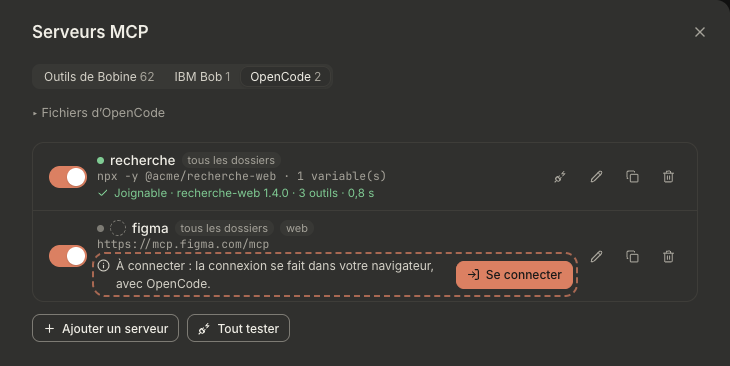 Serveurs MCP
Outils de Bobine 62 IBM Bob 1 OpenCode 2
Fichiers d’OpenCode
recherche tous les dossiers
npx -y @acme/recherche-web · 1 variable(s)
Joignable · recherche-web 1.4.0 · 3 outils · 0,8 s
figma tous les dossiers web
https://mcp.figma.com/mcp
À connecter : la connexion se fait dans votre navigateur,
avec OpenCode.
Se connecter
Ajouter un serveur Tout tester